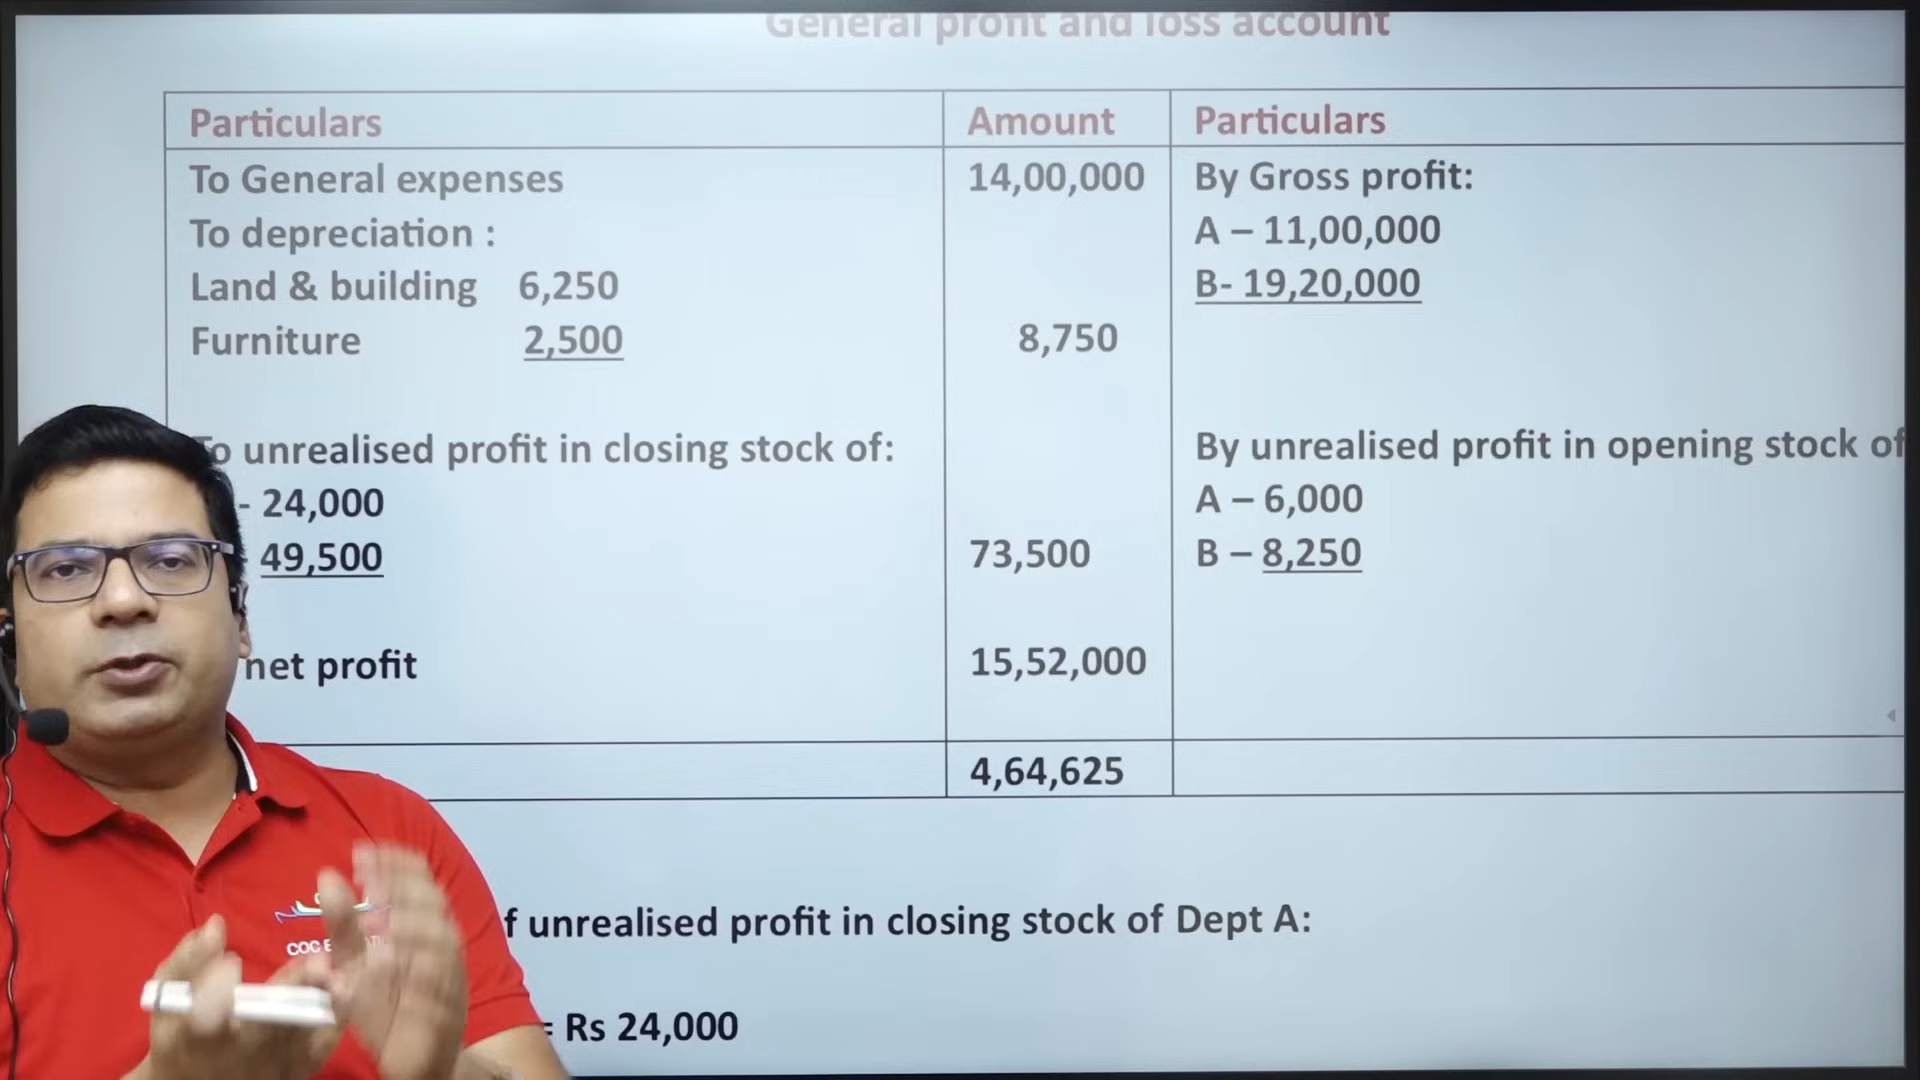 General profit and loss account
Particulars Amount Particulars
To General expenses 14,00,000 By Gross profit:
To depreciation : A – 11,00,000
Land & building 6,250 B- 19,20,000
Furniture 2,500 8,750
To unrealised profit in closing stock of: By unrealised profit in opening stock of
- 24,000 A – 6,000
49,500 73,500 B – 8,250
net profit 15,52,000
4,64,625
f unrealised profit in closing stock of Dept A:
= Rs 24,000
COC